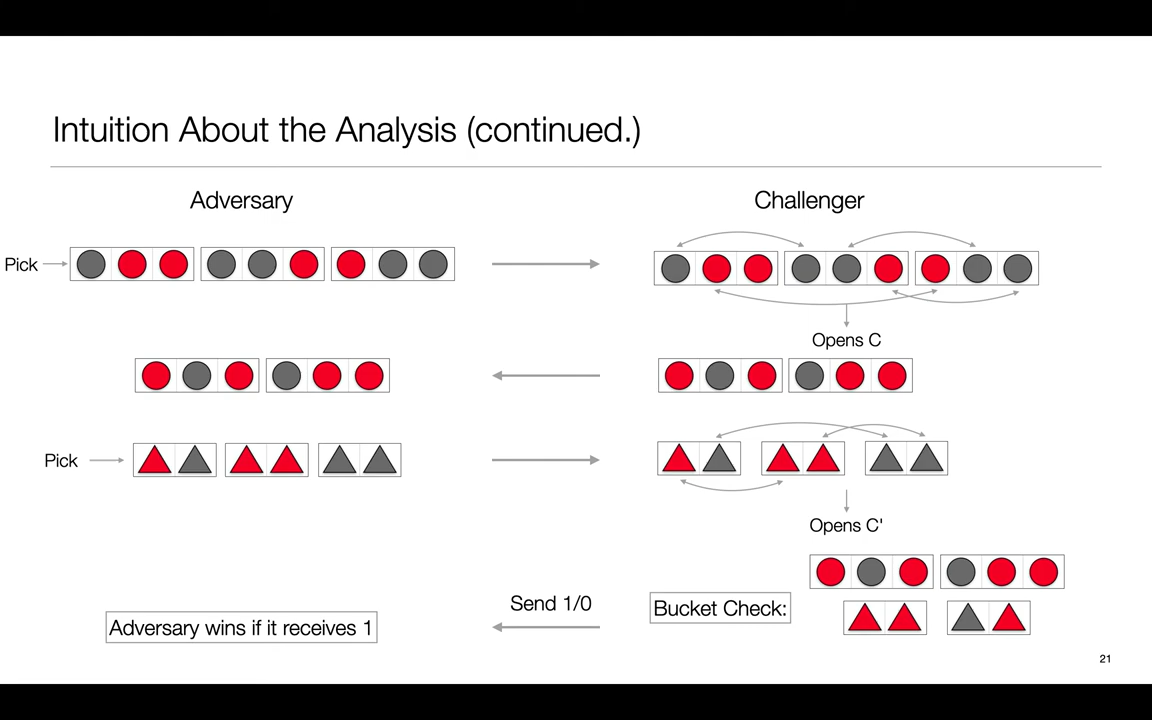 Intuition About the Analysis (continued.)
Adversary
Challenger
Pick
Opens C
Pick
Opens C'
Send 1/0
Bucket Check:
Adversary wins if it receives 1
21